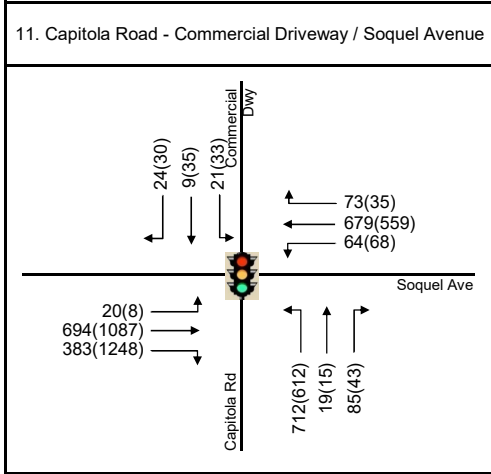 11. Capitola Road - Commercial Driveway / Soquel Avenue
Commercial
Dwy
24(30)
9(35)
21(33)
73(35)
679(559)
64(68)
Soquel Ave
20(8)
694(1087)
383(1248)
Capitola Rd
712(612)
19(15)
85(43)